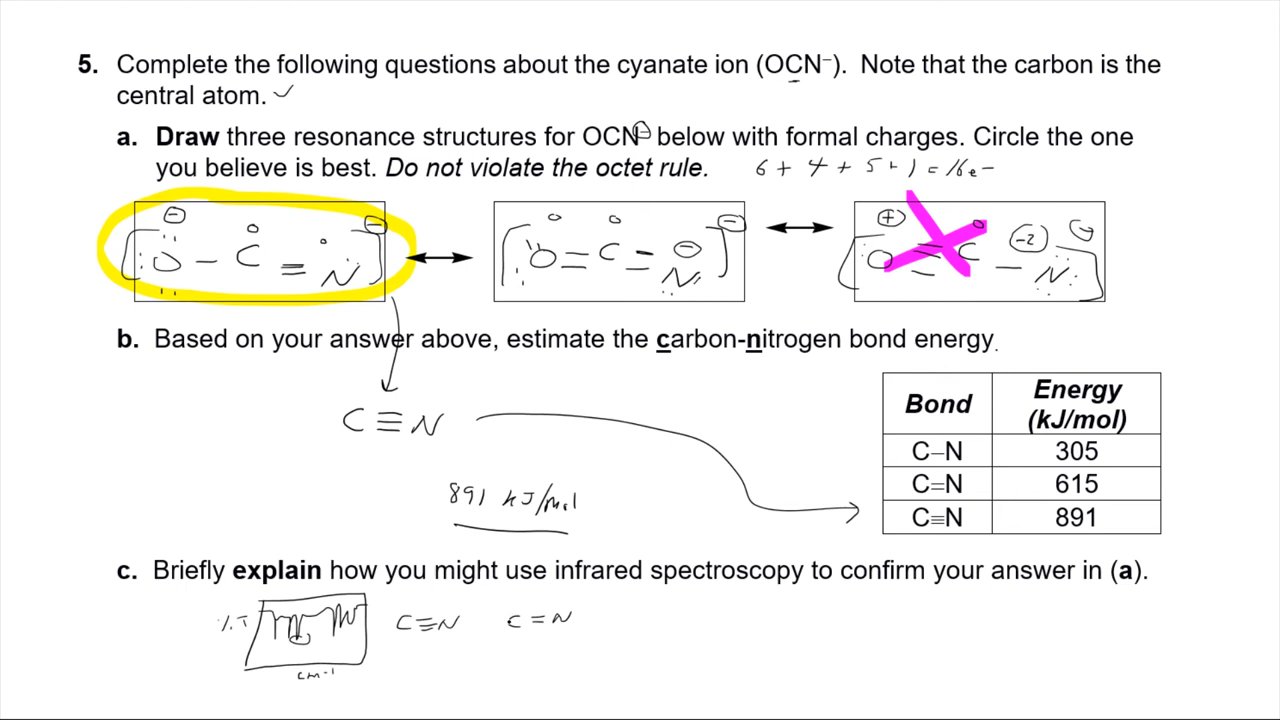 5. Complete the following questions about the cyanate ion (OCN⁻). Note that the carbon is the
central atom.
a. Draw three resonance structures for OCN⊖ below with formal charges. Circle the one
you believe is best. Do not violate the octet rule. 6 + 4 + 5 + 1 = 16e-
[:Ö – C ≡ N]⊖ ↔ [:Ö = C = N]⊖ ↔ [:O ≡ C – N:]
b. Based on your answer above, estimate the carbon-nitrogen bond energy.
C≡N
891 kJ/mol
Bond Energy (kJ/mol)
C–N 305
C=N 615
C≡N 891
c. Briefly explain how you might use infrared spectroscopy to confirm your answer in (a).
%T C≡N C=N
cm-1